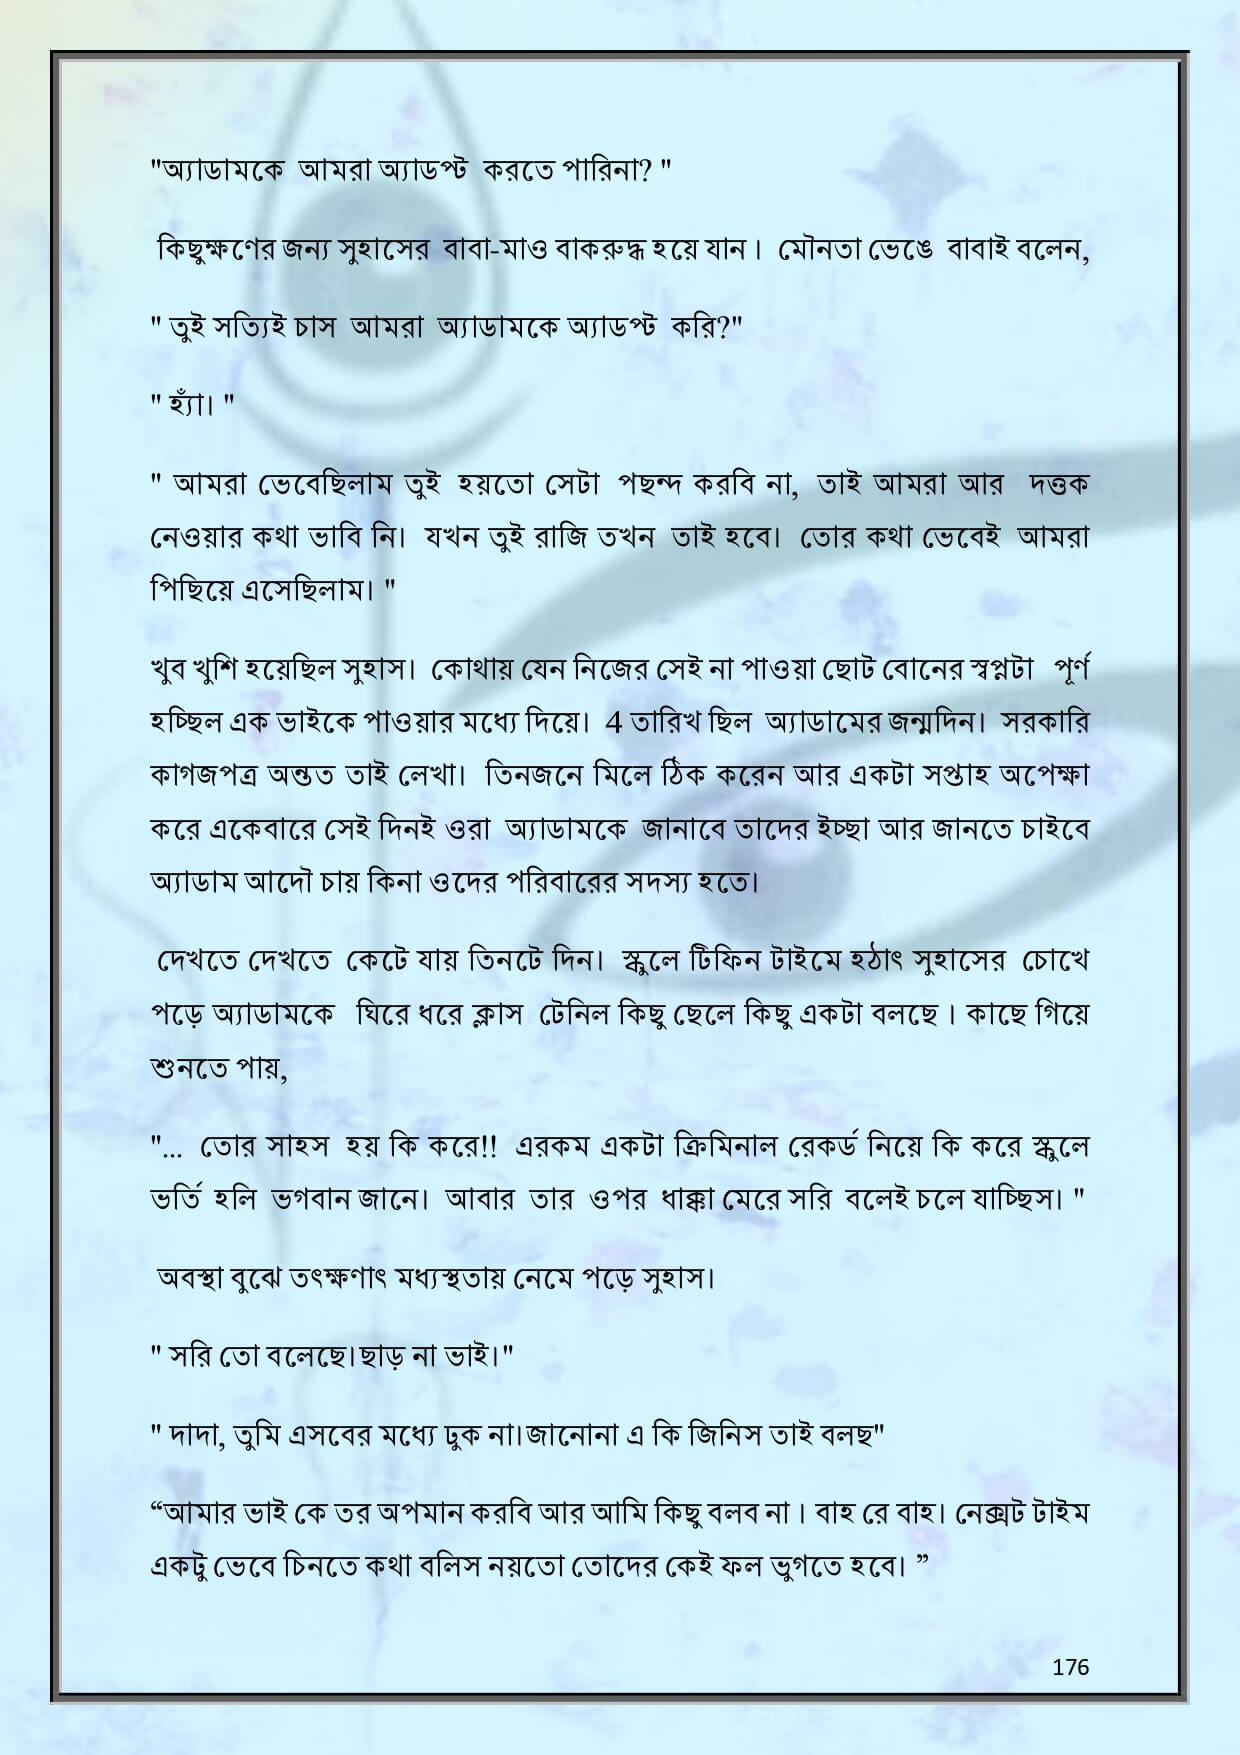 "অ্যাডামকে আমরা অ্যাডপ্ট করতে পারিনা? "
কিছুক্ষণের জন্য সুহাসের বাবা-মাও বাকরুদ্ধ হয়ে যান । মৌনতা ভেঙে বাবাই বলেন,
" তুই সত্যিই চাস আমরা অ্যাডামকে অ্যাডপ্ট করি?"
" হ্যাঁ। "
" আমরা ভেবেছিলাম তুই হয়তো সেটা পছন্দ করবি না, তাই আমরা আর দত্তক
নেওয়ার কথা ভাবি নি। যখন তুই রাজি তখন তাই হবে। তোর কথা ভেবেই আমরা
পিছিয়ে এসেছিলাম। "
খুব খুশি হয়েছিল সুহাস। কোথায় যেন নিজের সেই না পাওয়া ছোট বোনের স্বপ্নটা পূর্ণ
হচ্ছিল এক ভাইকে পাওয়ার মধ্যে দিয়ে। 4 তারিখ ছিল অ্যাডামের জন্মদিন। সরকারি
কাগজপত্র অন্তত তাই লেখা। তিনজনে মিলে ঠিক করেন আর একটা সপ্তাহ অপেক্ষা
করে একেবারে সেই দিনই ওরা অ্যাডামকে জানাবে তাদের ইচ্ছা আর জানতে চাইবে
অ্যাডাম আদৌ চায় কিনা ওদের পরিবারের সদস্য হতে।
দেখতে দেখতে কেটে যায় তিনটে দিন। স্কুলে টিফিন টাইমে হঠাৎ সুহাসের চোখে
পড়ে অ্যাডামকে ঘিরে ধরে ক্লাস টেনিল কিছু ছেলে কিছু একটা বলছে । কাছে গিয়ে
শুনতে পায়,
"... তোর সাহস হয় কি করে!! এরকম একটা ক্রিমিনাল রেকর্ড নিয়ে কি করে স্কুলে
ভর্তি হলি ভগবান জানে। আবার তার ওপর ধাক্কা মেরে সরি বলেই চলে যাচ্ছিস। "
অবস্থা বুঝে তৎক্ষণাৎ মধ্যস্থতায় নেমে পড়ে সুহাস।
" সরি তো বলেছে।ছাড় না ভাই।"
" দাদা, তুমি এসবের মধ্যে ঢুক না।জানোনা এ কি জিনিস তাই বলছ"
“আমার ভাই কে তর অপমান করবি আর আমি কিছু বলব না । বাহ রে বাহ। নেক্সট টাইম
একটু ভেবে চিনতে কথা বলিস নয়তো তোদের কেই ফল ভুগতে হবে। ”
176